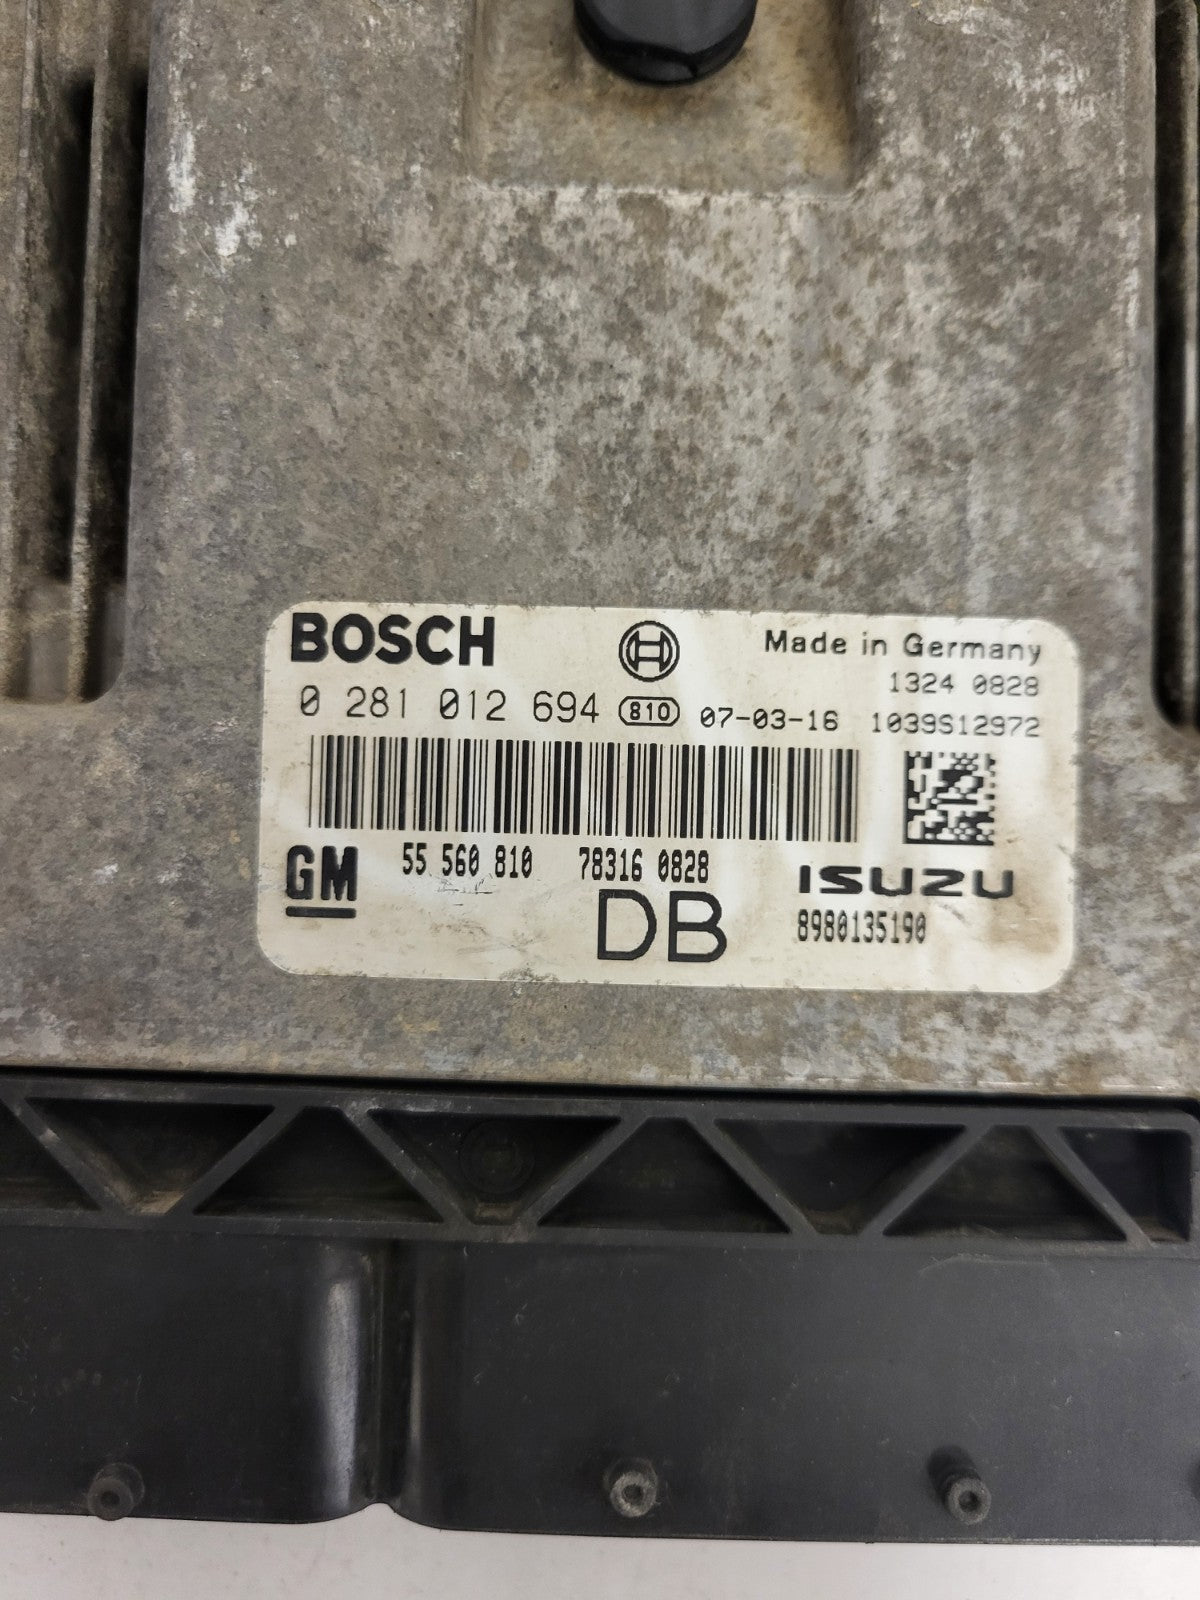 BOSCH Made in Germany
1324 0828
0 281 012 694 810 07-03-16 1039S12972
GM 55 560 810 78316 0828 ISUZU
DB 8980135190